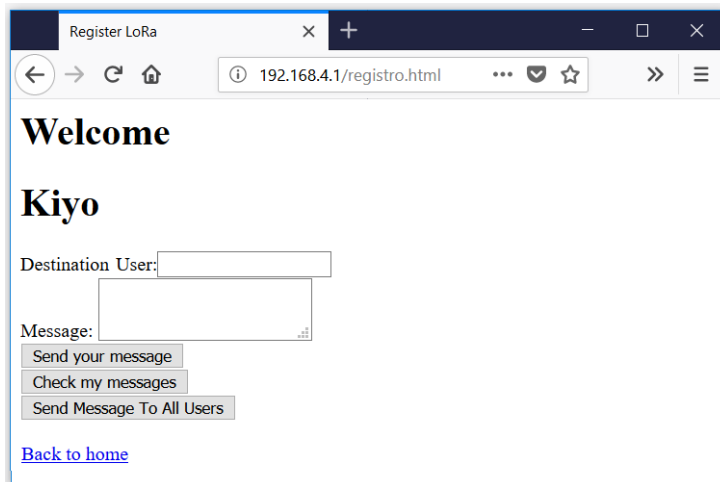 Register LoRa
192.168.4.1/registro.html
Welcome
Kiyo
Destination User:
Message:
Send your message
Check my messages
Send Message To All Users
Back to home